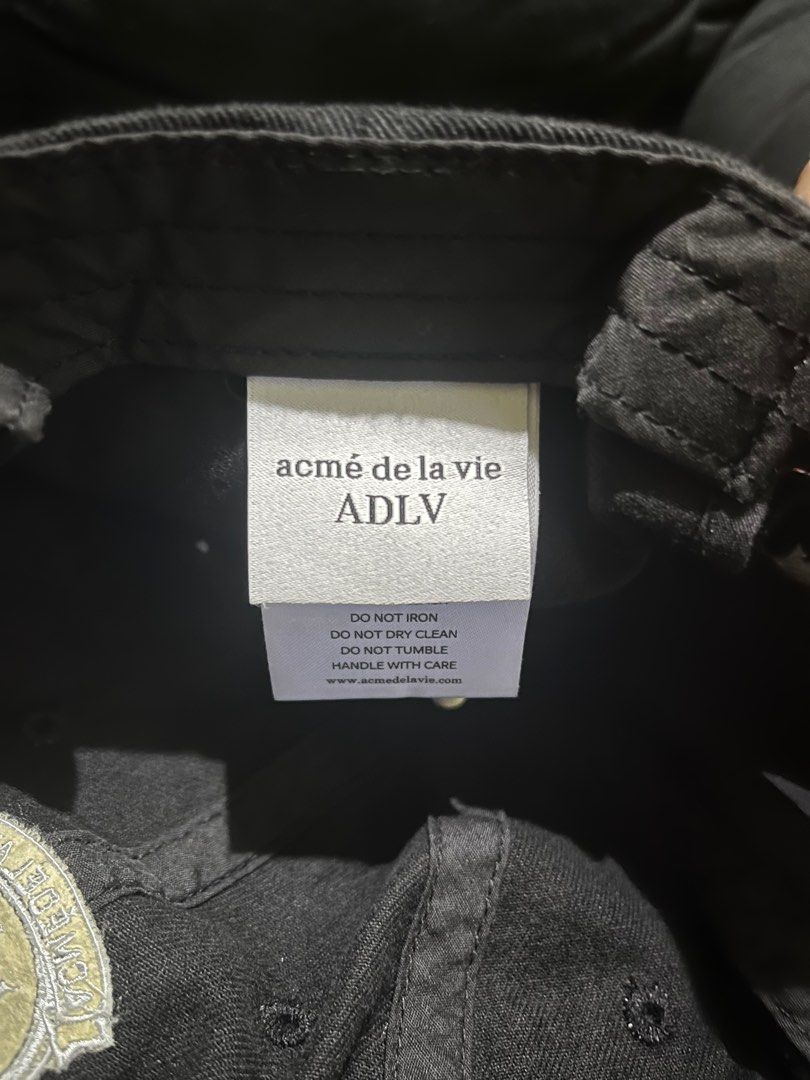 acmé de la vie
ADLV
DO NOT IRON
DO NOT DRY CLEAN
DO NOT TUMBLE
HANDLE WITH CARE
www.acmedelavie.com